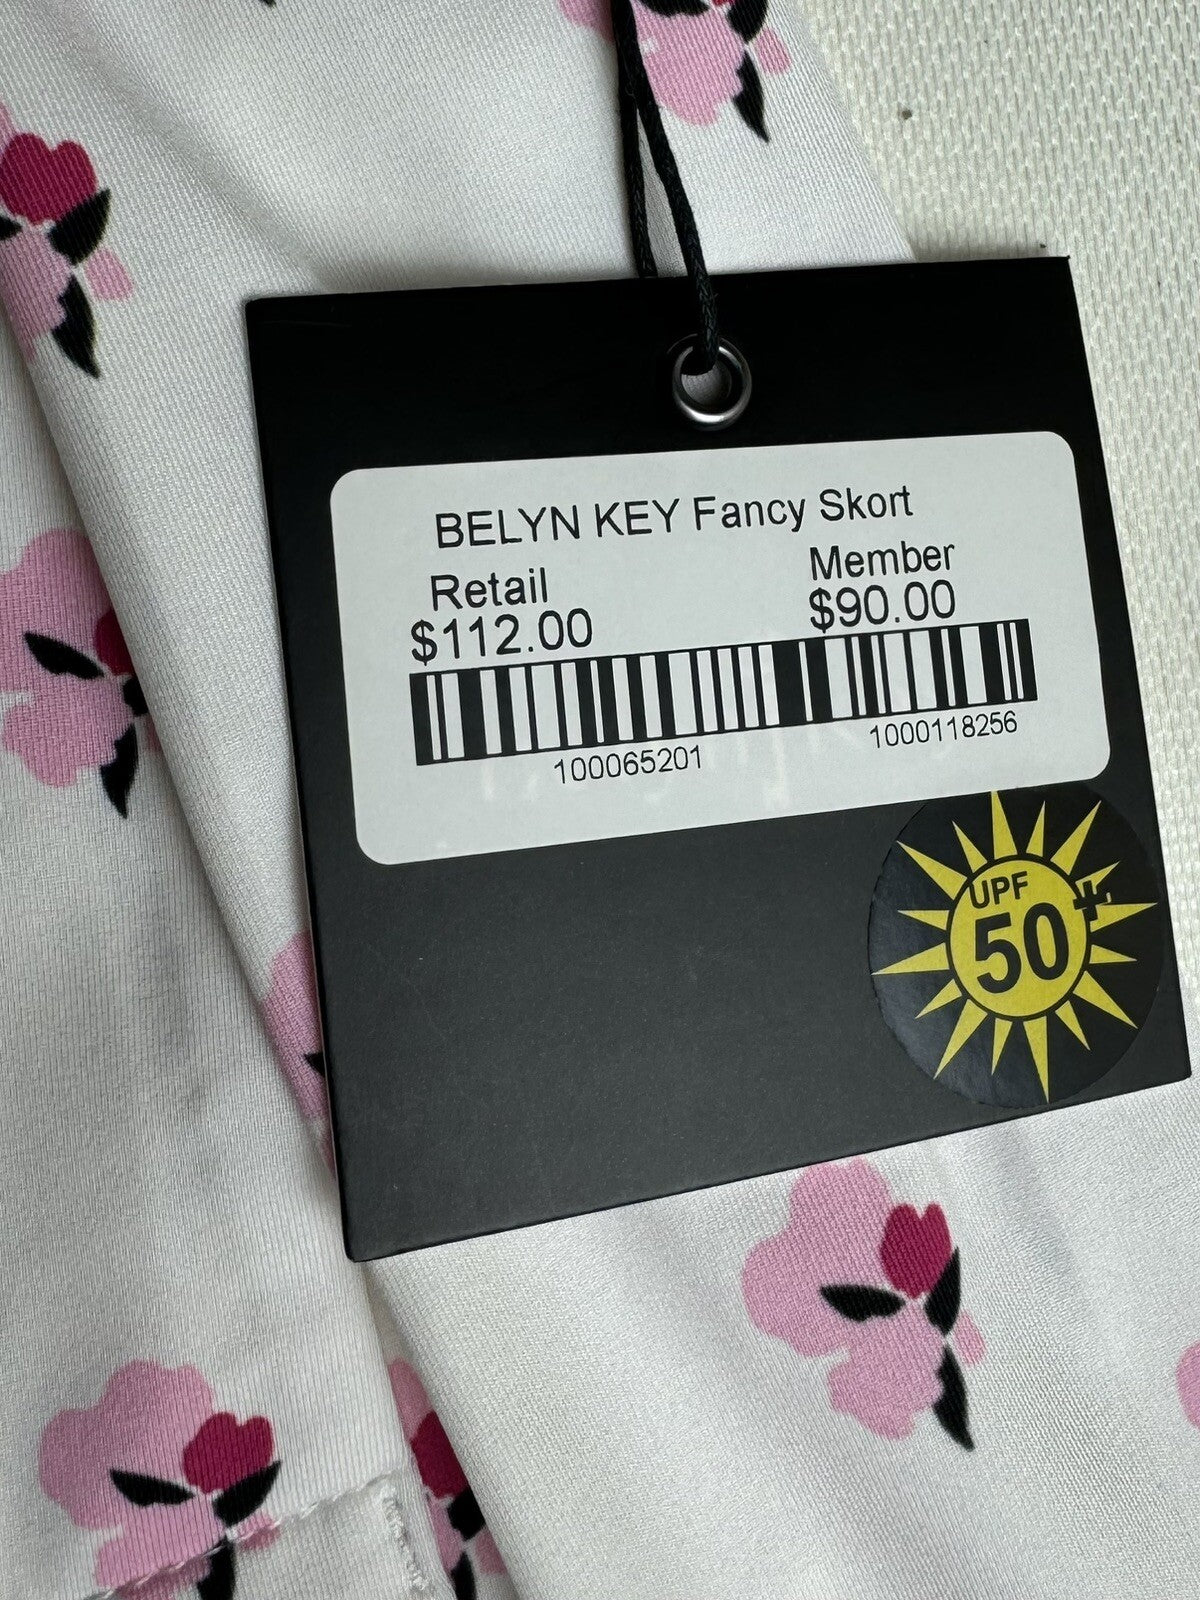 BELYN KEY Fancy Skort
Retail Member
$112.00 $90.00
100065201 1000118256
UPF
50+